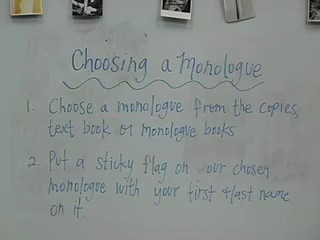 Choosing a Monologue
1. Choose a monologue from the copies,
text book or monologue books
2. Put a sticky flag on your chosen
monologue with your first + last name
on it.